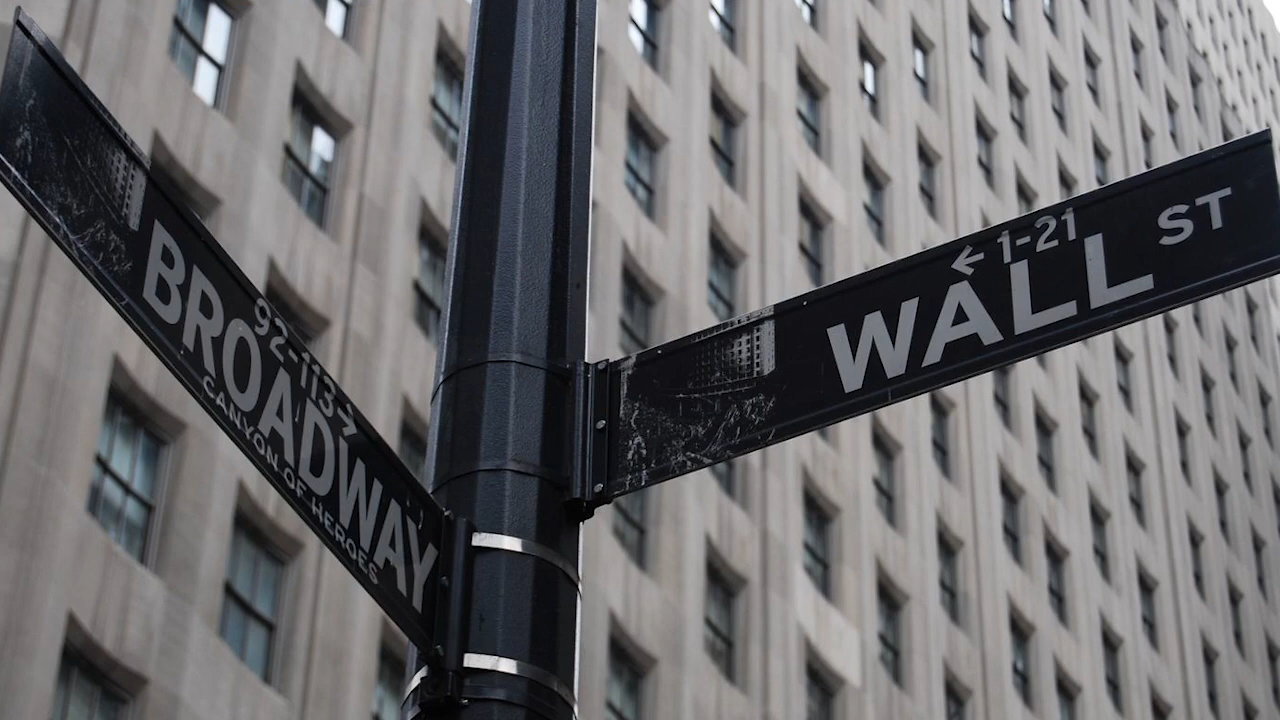 92-113→
BROADWAY
CANYON OF HEROES
←1-21
WALL ST